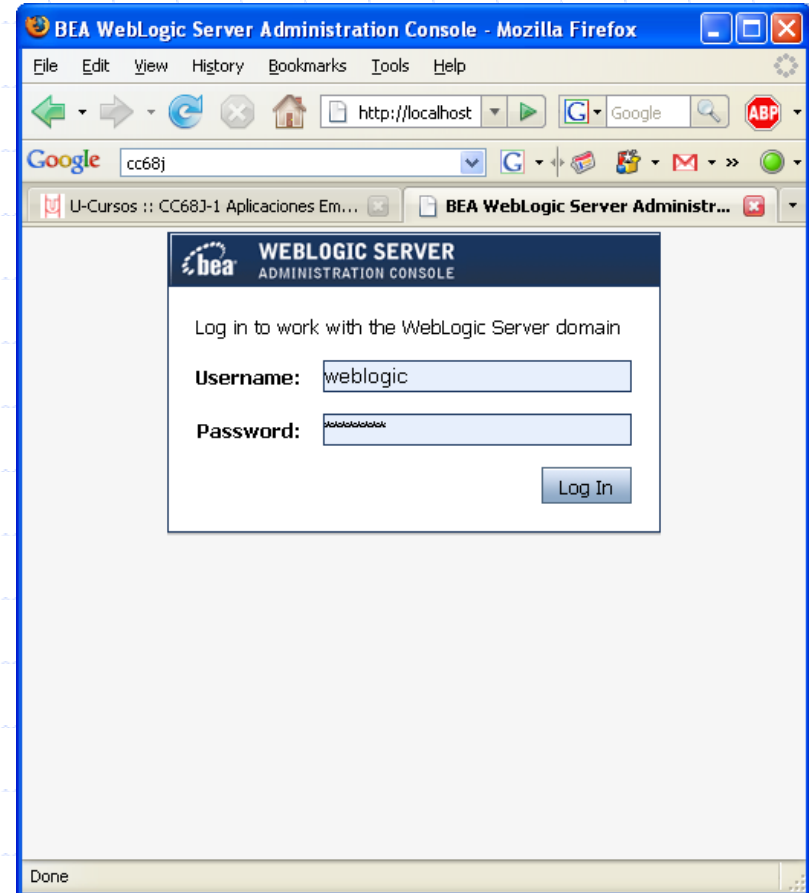 BEA WebLogic Server Administration Console - Mozilla Firefox
File Edit View History Bookmarks Tools Help
http://localhost G Google ABP
Google cc68j G M »
U-Cursos :: CC68J-1 Aplicaciones Em... BEA WebLogic Server Administr...
bea WEBLOGIC SERVER
ADMINISTRATION CONSOLE
Log in to work with the WebLogic Server domain
Username: weblogic
Password: *********
Log In
Done